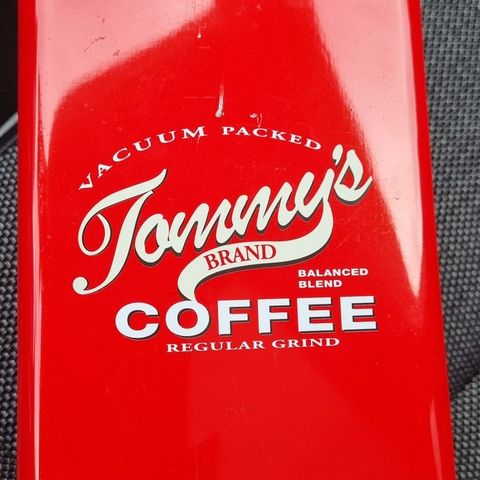 VACUUM PACKED
Tommy's
BRAND
BALANCED
BLEND
COFFEE
REGULAR GRIND